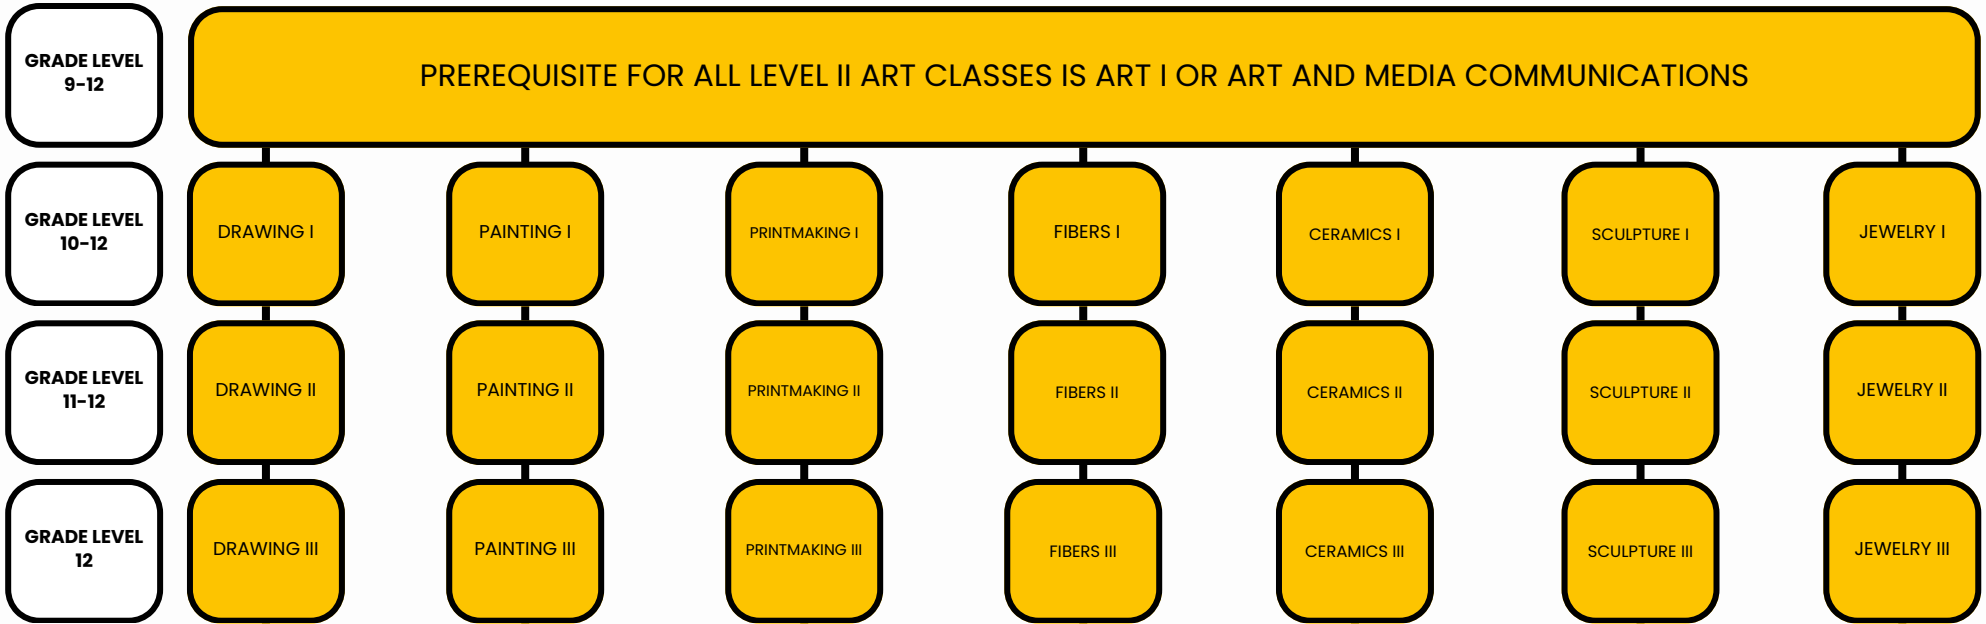 GRADE LEVEL
9-12
PREREQUISITE FOR ALL LEVEL II ART CLASSES IS ART I OR ART AND MEDIA COMMUNICATIONS
GRADE LEVEL
10-12
DRAWING I
PAINTING I
PRINTMAKING I
FIBERS I
CERAMICS I
SCULPTURE I
JEWELRY I
GRADE LEVEL
11-12
DRAWING II
PAINTING II
PRINTMAKING II
FIBERS II
CERAMICS II
SCULPTURE II
JEWELRY II
GRADE LEVEL
12
DRAWING III
PAINTING III
PRINTMAKING III
FIBERS III
CERAMICS III
SCULPTURE III
JEWELRY III